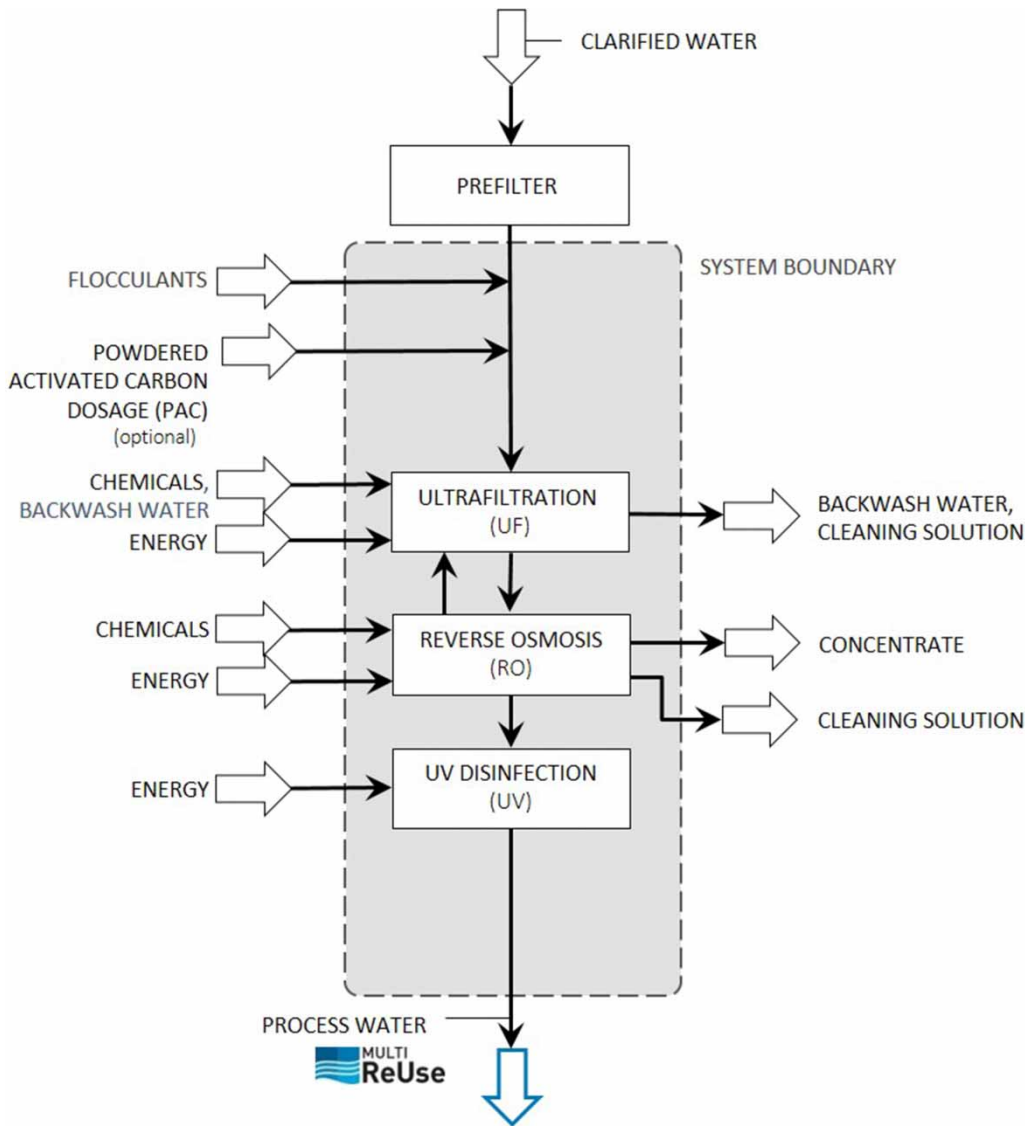 CLARIFIED WATER
PREFILTER
SYSTEM BOUNDARY
FLOCCULANTS
POWDERED
ACTIVATED CARBON
DOSAGE (PAC)
(optional)
CHEMICALS,
BACKWASH WATER
ENERGY
ULTRAFILTRATION
(UF)
BACKWASH WATER,
CLEANING SOLUTION
CHEMICALS
ENERGY
REVERSE OSMOSIS
(RO)
CONCENTRATE
CLEANING SOLUTION
ENERGY
UV DISINFECTION
(UV)
PROCESS WATER
MULTI
ReUse